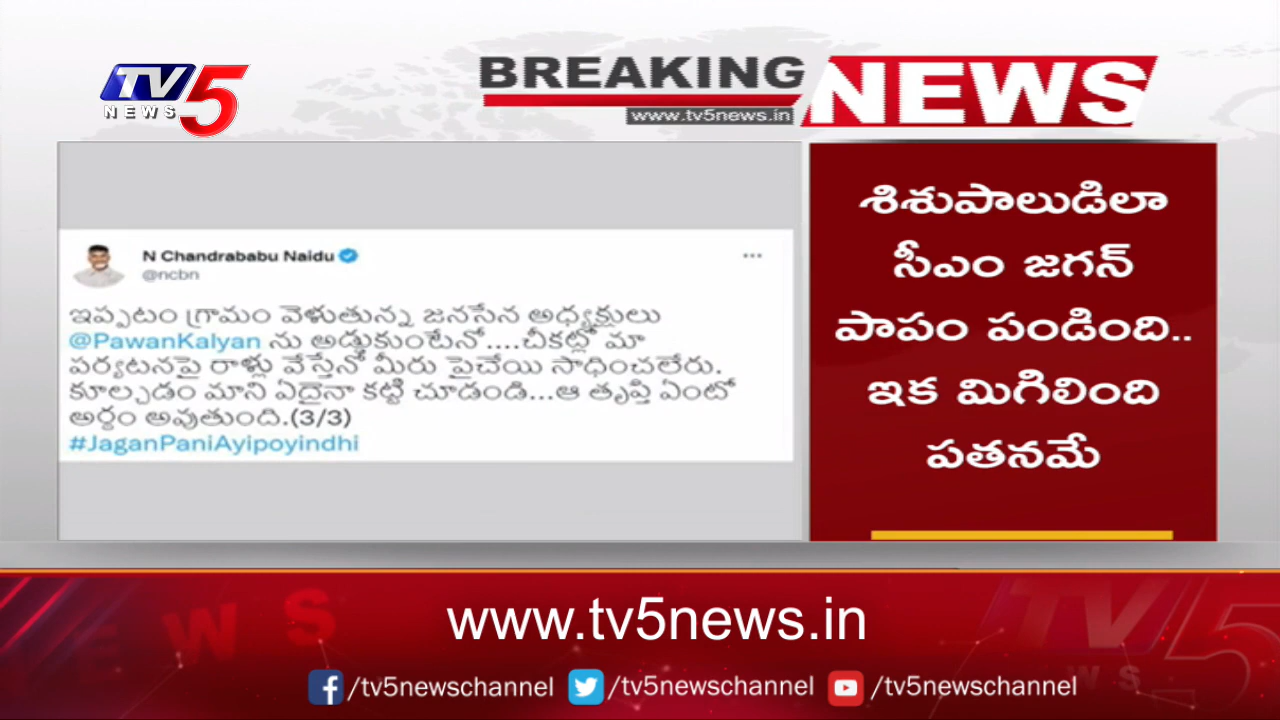 TV5
NEWS
BREAKING NEWS
www.tv5news.in
N Chandrababu Naidu
@ncbn
ఇప్పటం గ్రామం వెళుతున్న జనసేన అధ్యక్షులు
@PawanKalyan ను అడ్డుకుంటేనో....చీకట్లో మా
పర్యటనపై రాళ్లు వేస్తేనో మీరు పైచేయి సాధించలేరు.
కూల్చడం మాని ఏదైనా కట్టి చూడండి...ఆ తృప్తి ఏంటో
అర్థం అవుతుంది.(3/3)
#JaganPaniAyipoyindhi
శిశుపాలుడిలా
సీఎం జగన్
పాపం పండింది..
ఇక మిగిలింది
పతనమే
www.tv5news.in
/tv5newschannel /tv5newschannel /tv5newschannel